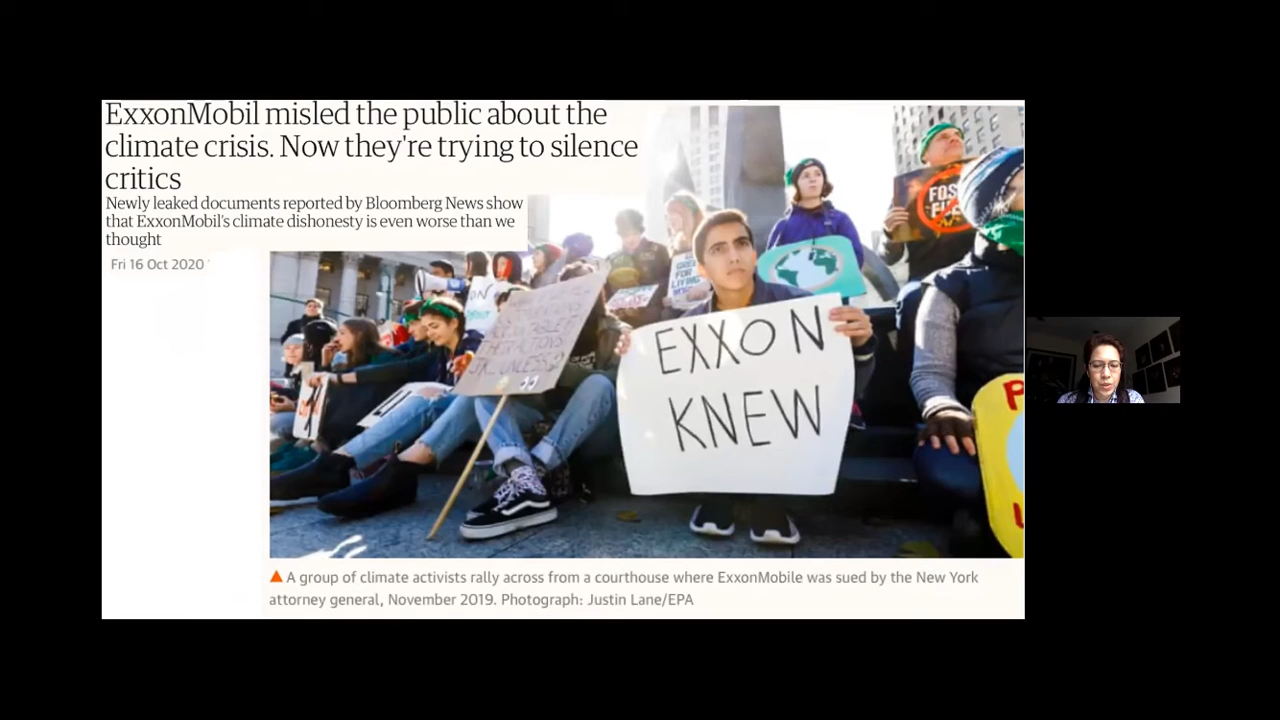 ExxonMobil misled the public about the
climate crisis. Now they're trying to silence
critics
Newly leaked documents reported by Bloomberg News show
that ExxonMobil's climate dishonesty is even worse than we
thought
Fri 16 Oct 2020
EXXON
KNEW
A group of climate activists rally across from a courthouse where ExxonMobile was sued by the New York
attorney general, November 2019. Photograph: Justin Lane/EPA